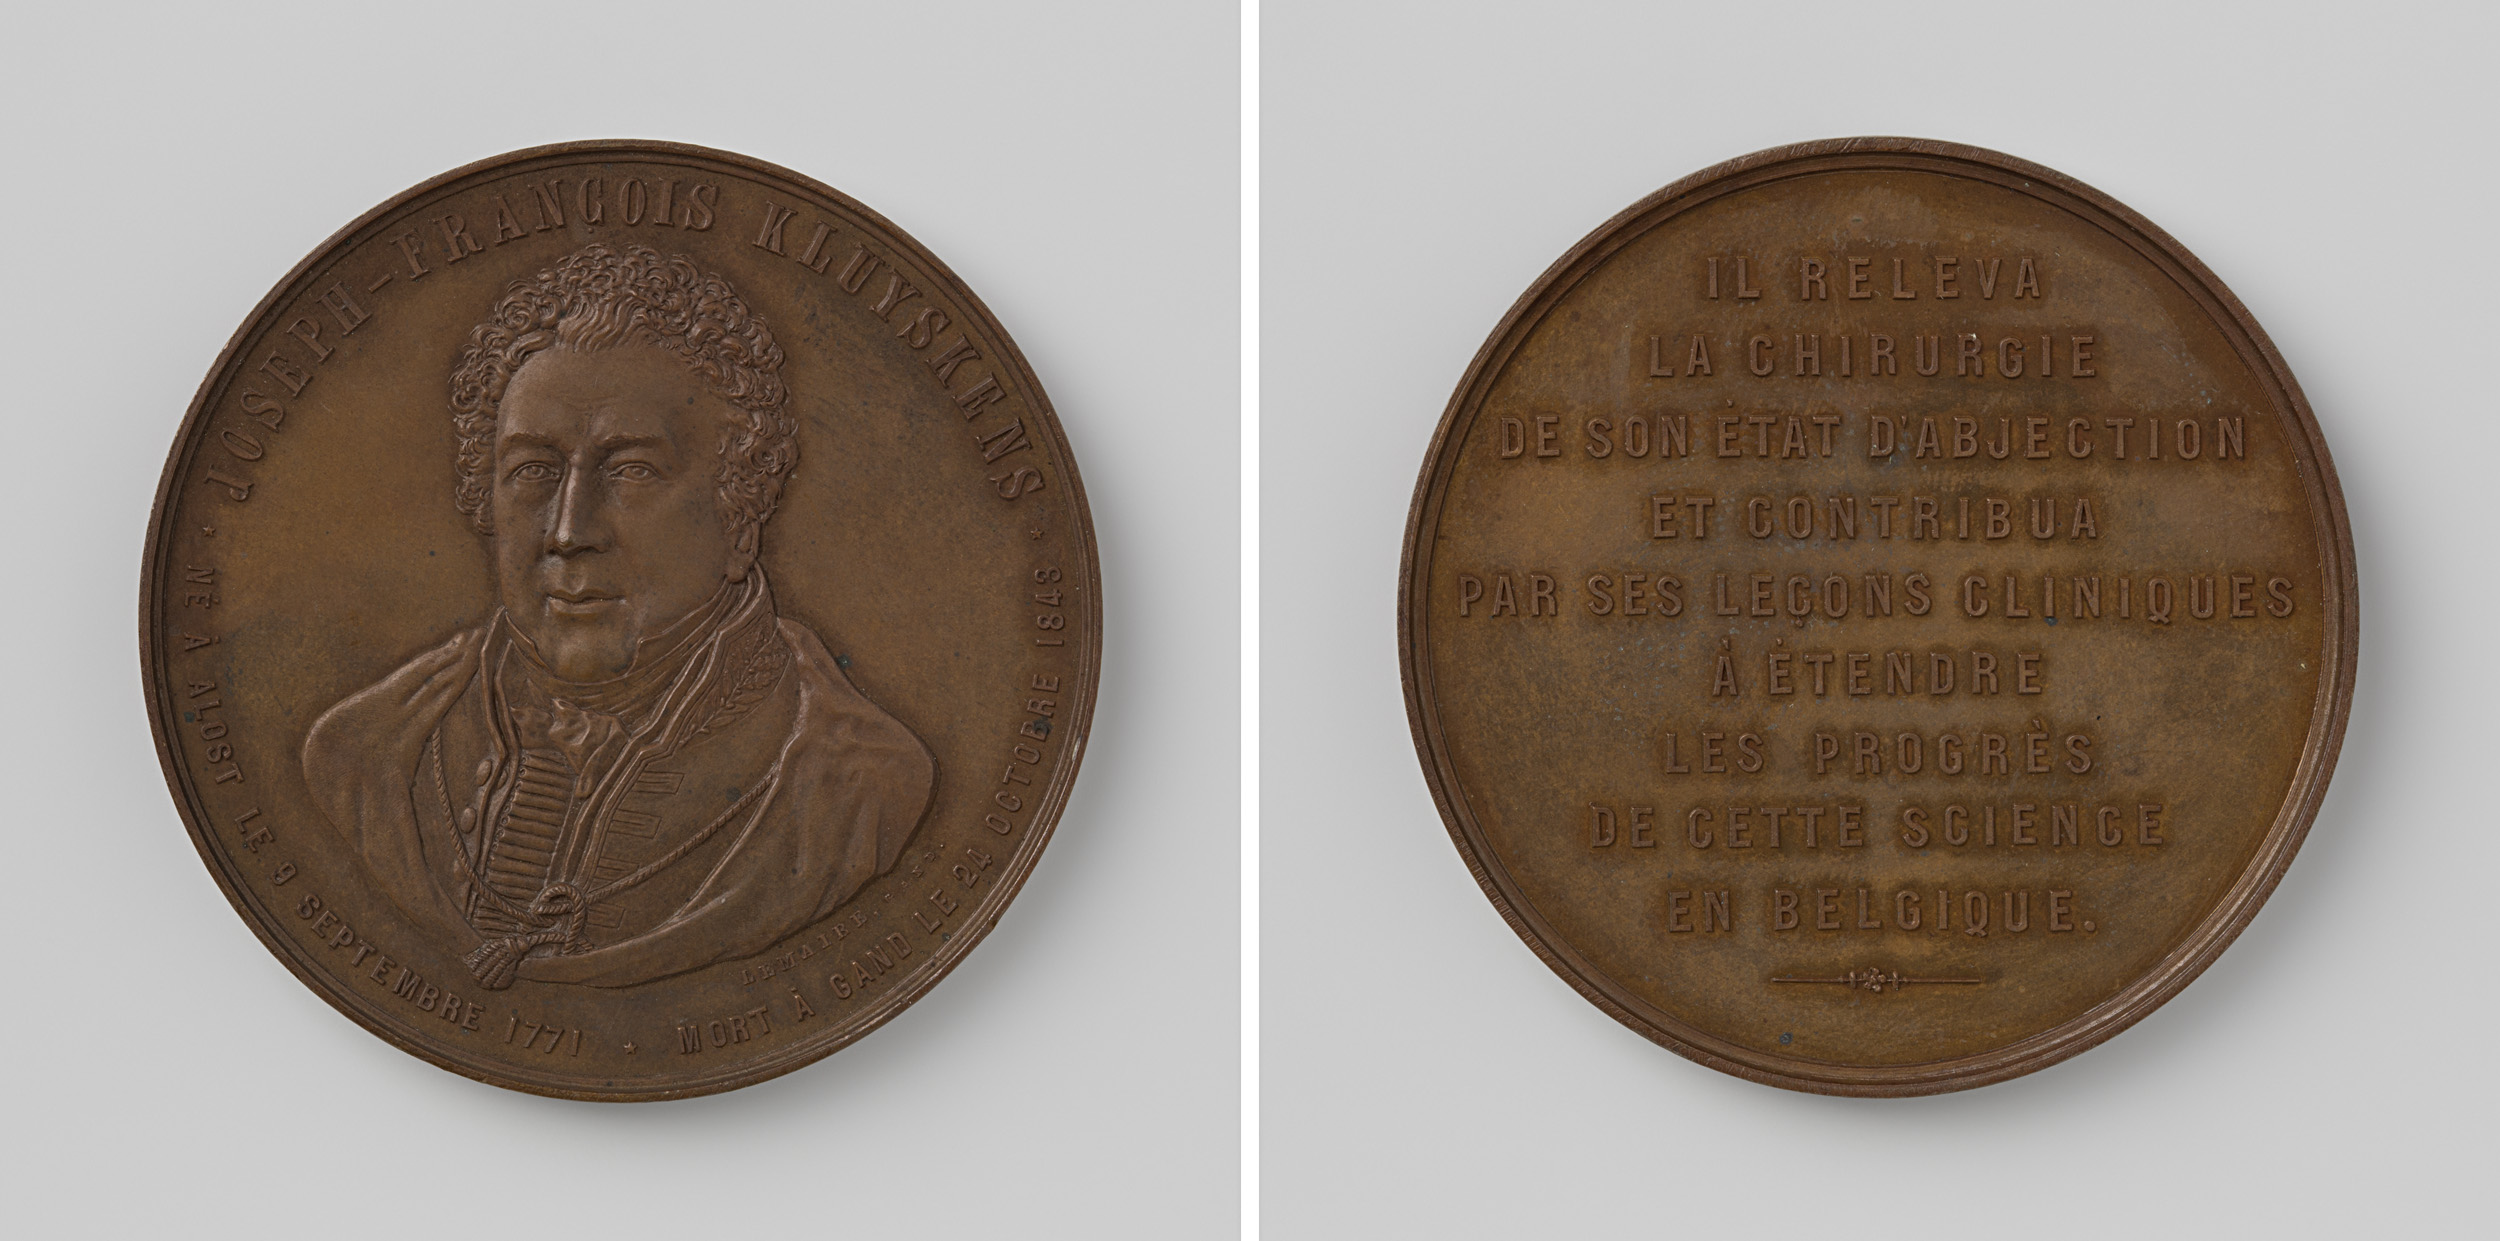 JOSEPH-FRANÇOIS KLUYSKENS
* NÉ À ALOST LE 9 SEPTEMBRE 1771 * MORT À GAND LE 24 OCTOBRE 1843 *
LEMAIRE
IL RELEVA
LA CHIRURGIE
DE SON ÉTAT D'ABJECTION
ET CONTRIBUA
PAR SES LEÇONS CLINIQUES
À ÉTENDRE
LES PROGRÈS
DE CETTE SCIENCE
EN BELGIQUE.